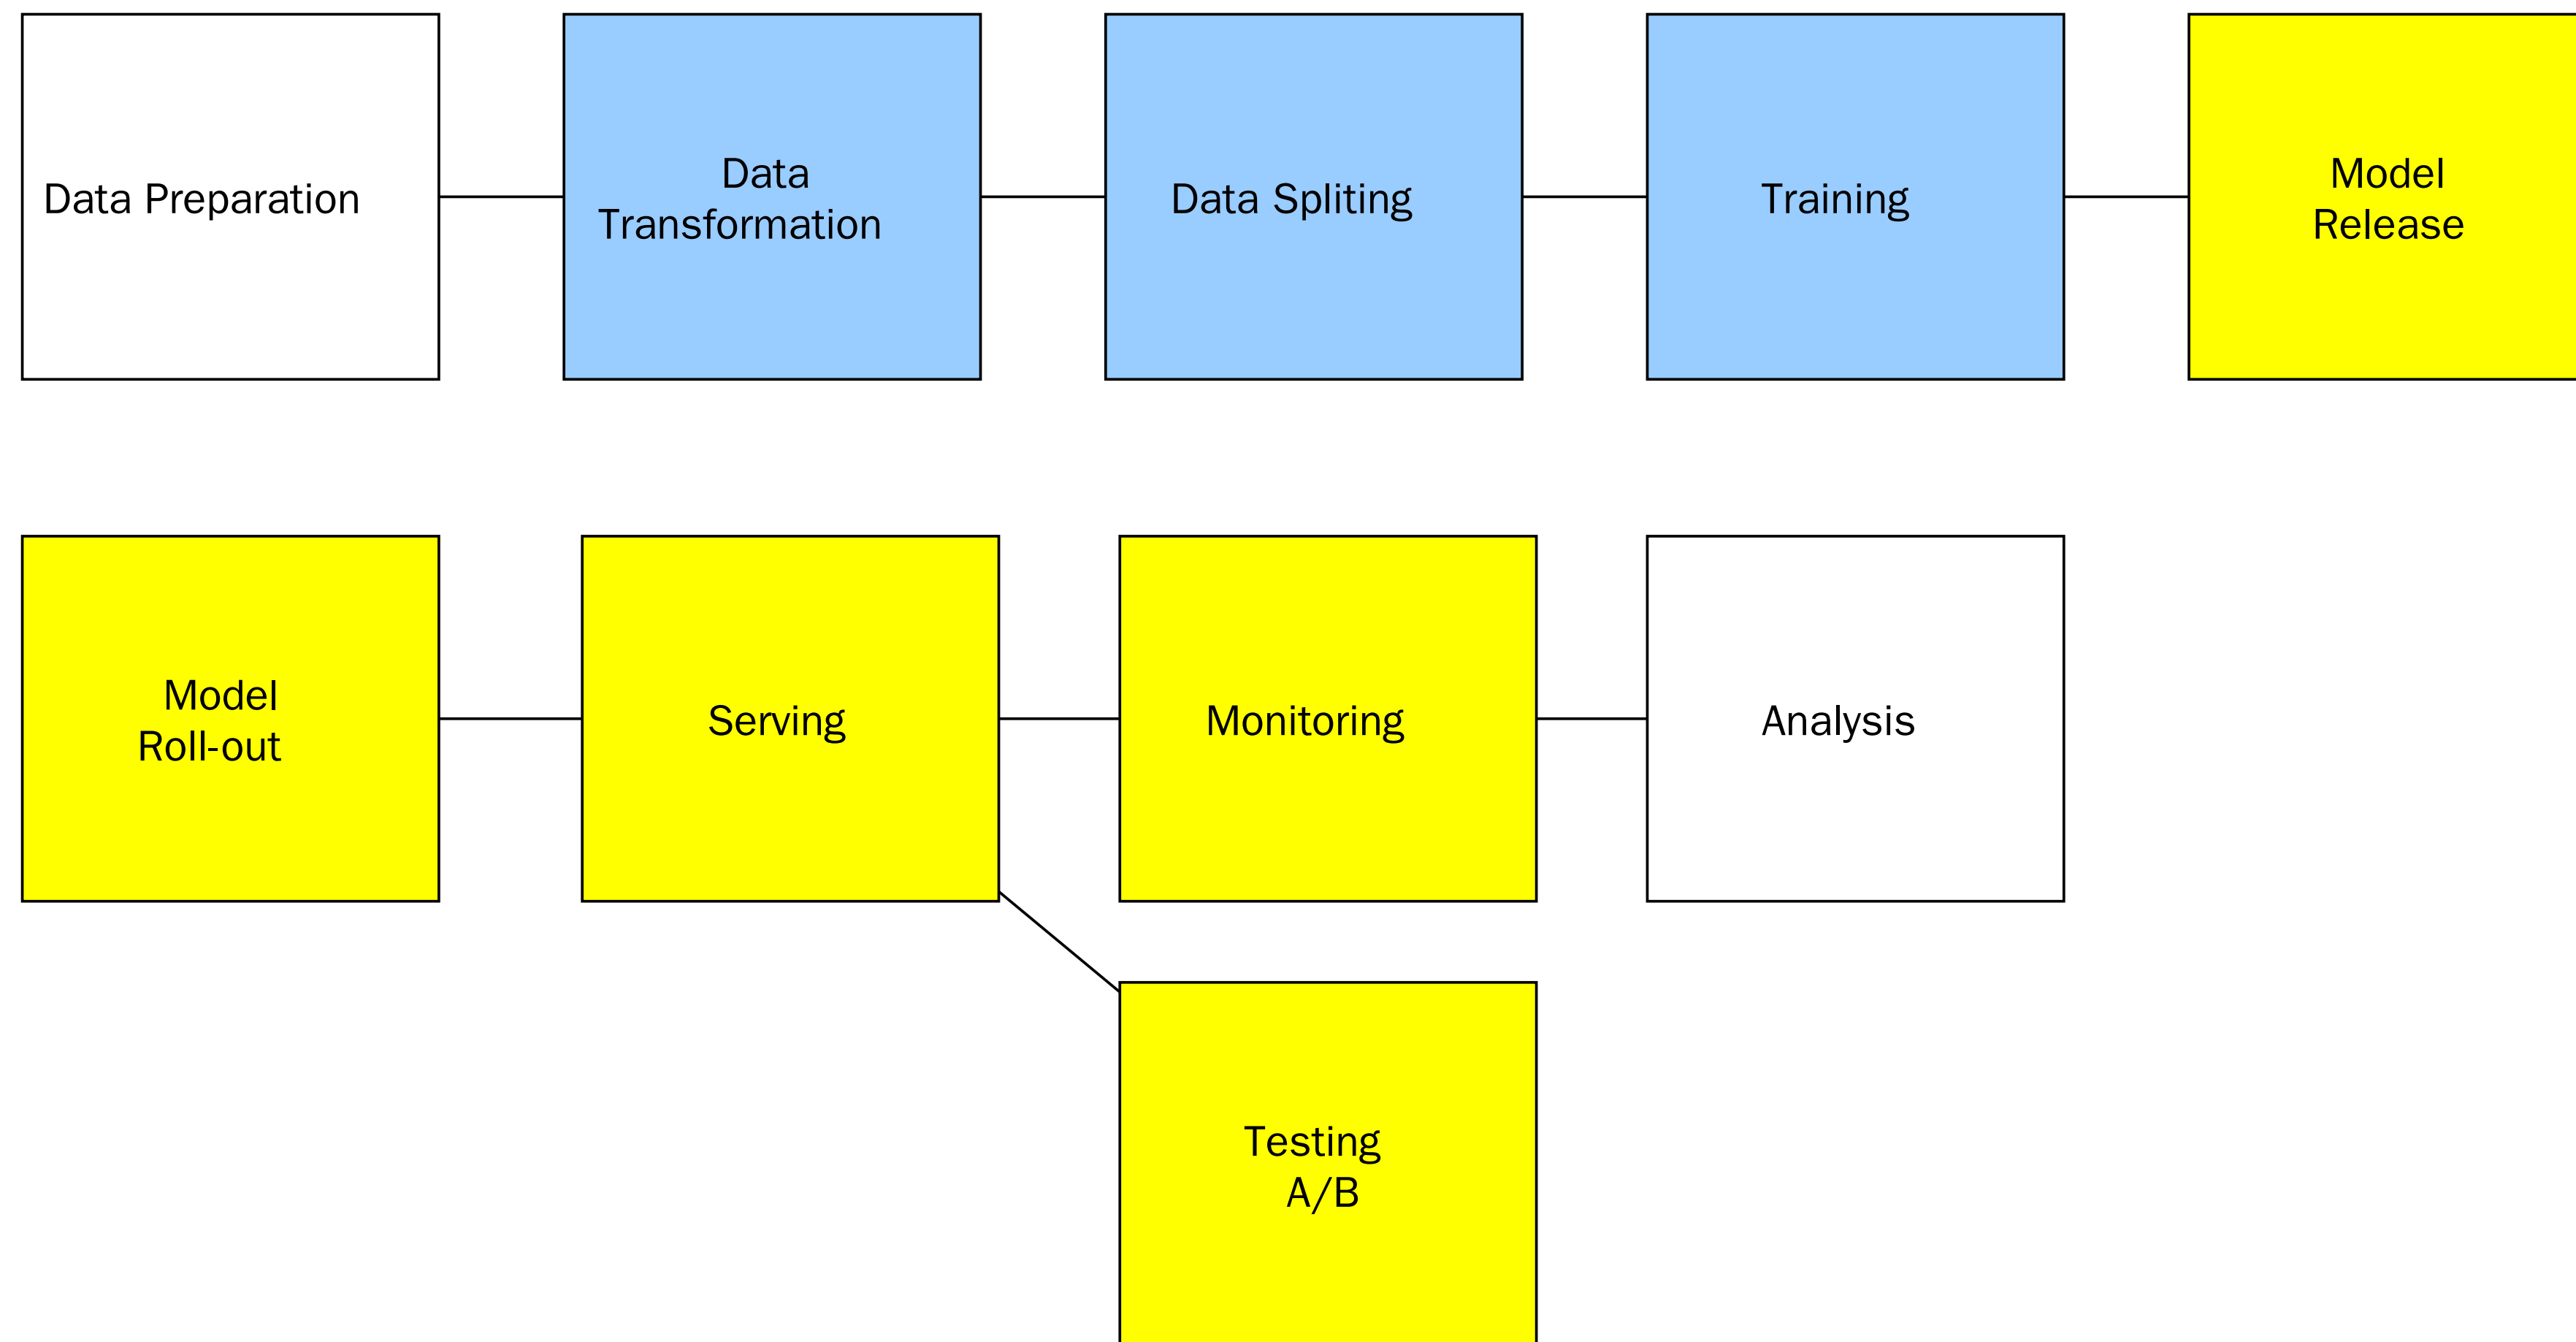 Data Preparation
Data
Transformation
Data Spliting
Training
Model
Release
Model
Roll-out
Serving
Monitoring
Analysis
Testing
A/B